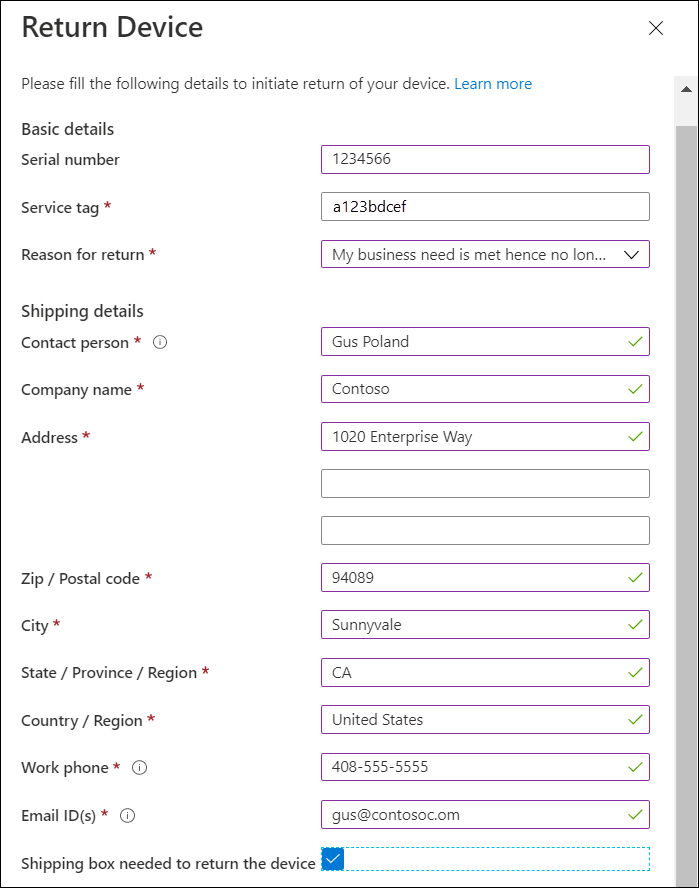 Return Device
Please fill the following details to initiate return of your device. Learn more
Basic details
Serial number 1234566
Service tag * a123bdcef
Reason for return * My business need is met hence no lon...
Shipping details
Contact person * Gus Poland
Company name * Contoso
Address * 1020 Enterprise Way
Zip / Postal code * 94089
City * Sunnyvale
State / Province / Region * CA
Country / Region * United States
Work phone * 408-555-5555
Email ID(s) * gus@contosoc.om
Shipping box needed to return the device